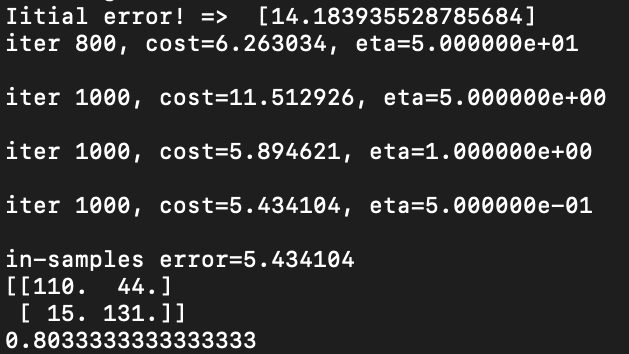 Iitial error! =>  [14.183935528785684]
iter 800, cost=6.263034, eta=5.000000e+01
iter 1000, cost=11.512926, eta=5.000000e+00
iter 1000, cost=5.894621, eta=1.000000e+00
iter 1000, cost=5.434104, eta=5.000000e-01
in-samples error=5.434104
[[110.  44.]
 [ 15. 131.]]
0.8033333333333333